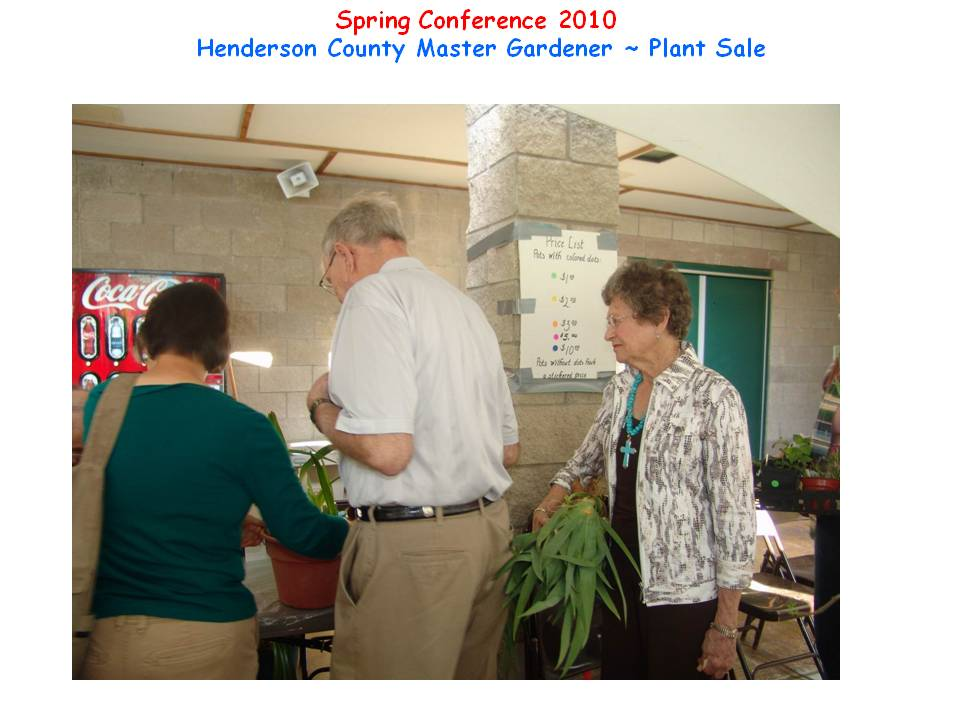 Spring Conference 2010
Henderson County Master Gardener ~ Plant Sale
Coca-Co
Price List
Pots with colored dots:
$1.00
$2.00
$3.00
$5.00
$10.00
Pots without dots have
a stickered price